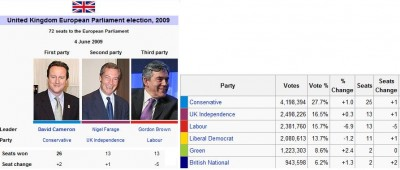 United Kingdom European Parliament election, 2009
72 seats to the European Parliament
4 June 2009
First party Second party Third party
Leader David Cameron Nigel Farage Gordon Brown
Party Conservative UK Independence Labour
Seats won 26 13 13
Seat change +2 +1 -5
Party Votes Vote % % Change Seats Seats Change
Conservative 4,198,394 27.7% +1.0 25 +1
UK Independence 2,498,226 16.5% +0.3 13 +1
Labour 2,381,760 15.7% -6.9 13 -5
Liberal Democrat 2,080,613 13.7% -1.2 11 +1
Green 1,223,303 8.6% +2.4 2 0
British National 943,598 6.2% +1.3 2 +2